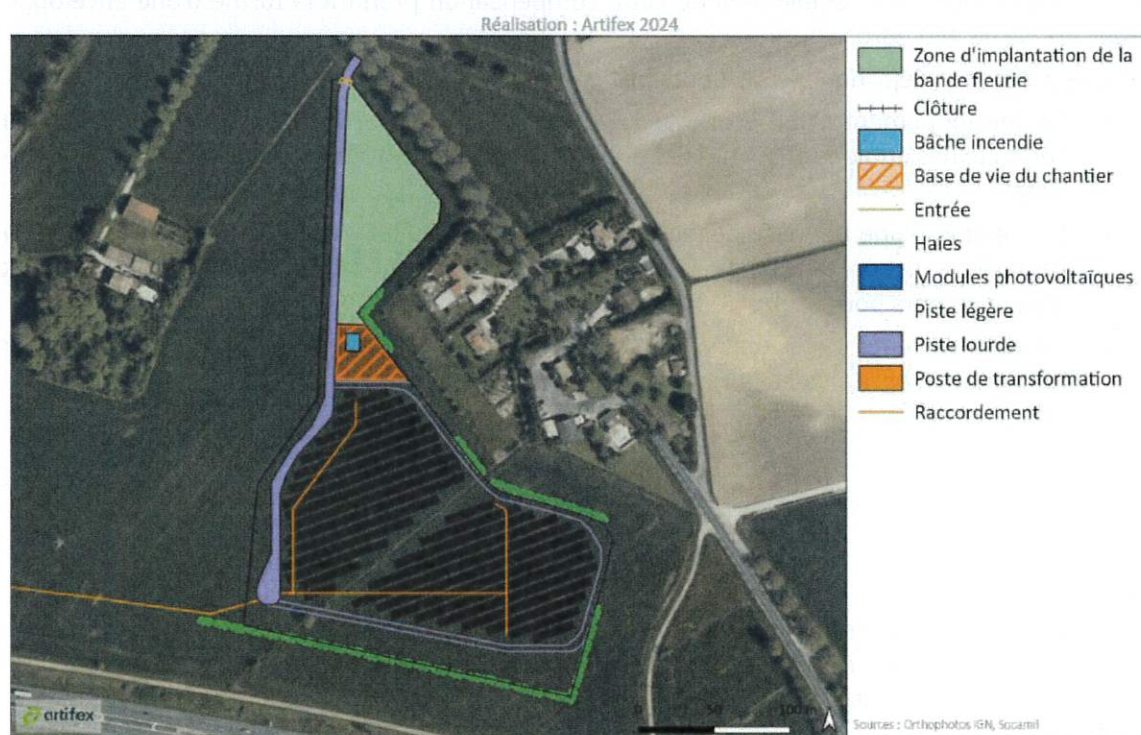 Réalisation : Artifex 2024
Zone d'implantation de la
bande fleurie
Clôture
Bâche incendie
Base de vie du chantier
Entrée
Haies
Modules photovoltaïques
Piste légère
Piste lourde
Poste de transformation
Raccordement
artifex
0 50 100 m
Sources : Orthophotos IGN, Socamil